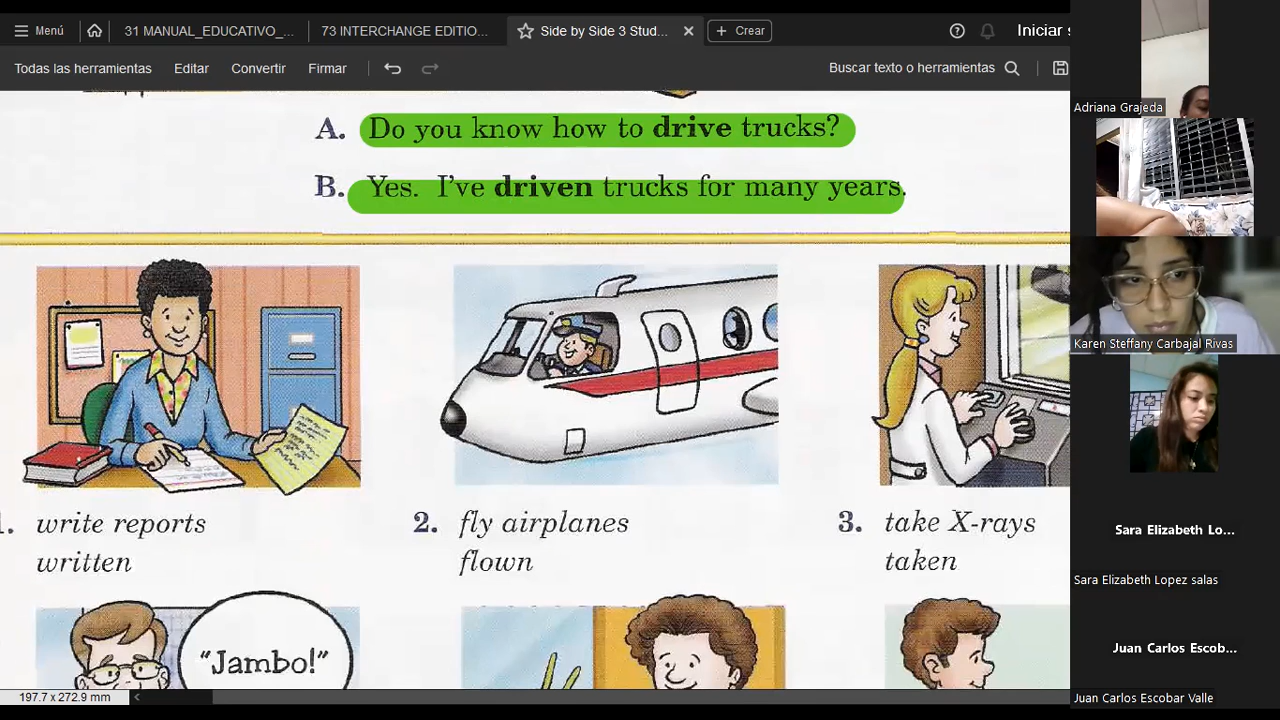 Menú
31 MANUAL_EDUCATIVO_...
73 INTERCHANGE EDITIO...
Side by Side 3 Stud...
Crear
Iniciar s
Todas las herramientas
Editar
Convertir
Firmar
Buscar texto o herramientas
A. Do you know how to drive trucks?
B. Yes. I've driven trucks for many years.
1. write reports
written
2. fly airplanes
flown
3. take X-rays
taken
"Jambo!"
197.7 x 272.9 mm
Adriana Grajeda
Karen Steffany Carbajal Rivas
Sara Elizabeth Lo...
Sara Elizabeth Lopez salas
Juan Carlos Escob...
Juan Carlos Escobar Valle